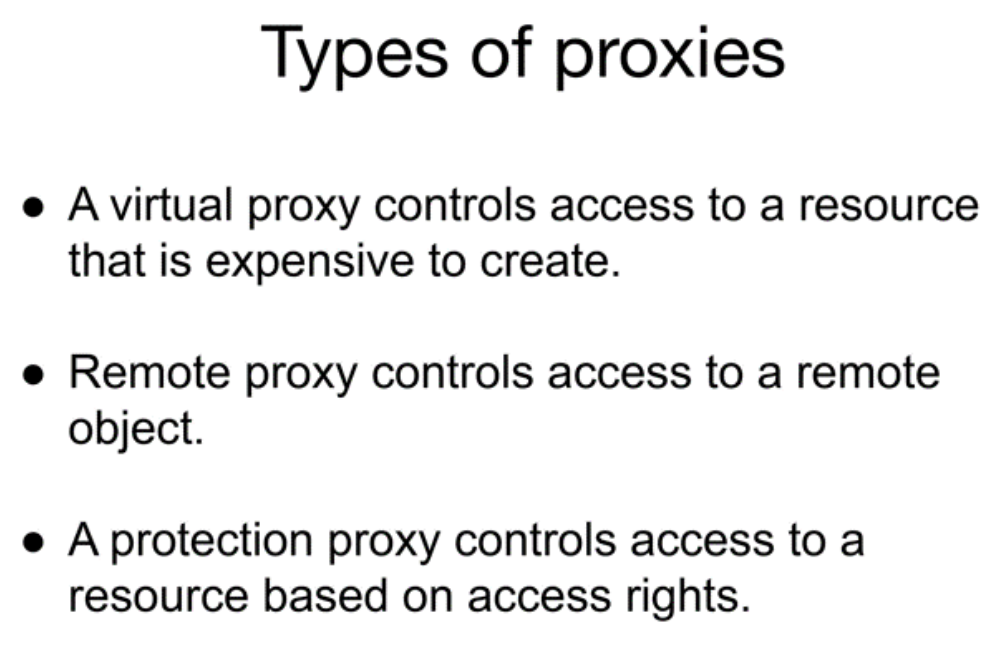 Types of proxies
● A virtual proxy controls access to a resource
that is expensive to create.
● Remote proxy controls access to a remote
object.
● A protection proxy controls access to a
resource based on access rights.